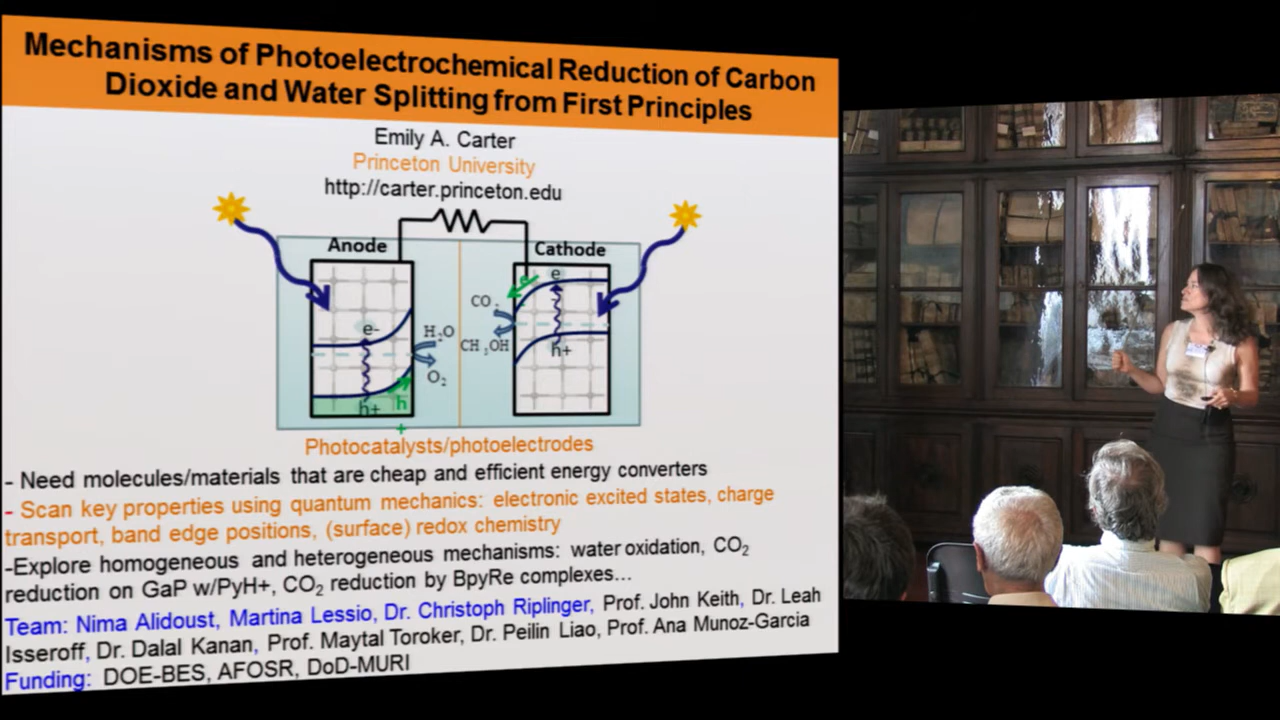 Mechanisms of Photoelectrochemical Reduction of Carbon
Dioxide and Water Splitting from First Principles
Emily A. Carter
Princeton University
http://carter.princeton.edu
Anode
Cathode
e-
H₂O
O₂
h+
h
+
e-
e-
CO₂
CH₃OH
h+
Photocatalysts/photoelectrodes
- Need molecules/materials that are cheap and efficient energy converters
- Scan key properties using quantum mechanics: electronic excited states, charge
transport, band edge positions, (surface) redox chemistry
-Explore homogeneous and heterogeneous mechanisms: water oxidation, CO₂
reduction on GaP w/PyH+, CO₂ reduction by BpyRe complexes...
Team: Nima Alidoust, Martina Lessio, Dr. Christoph Riplinger, Prof. John Keith, Dr. Leah
Isseroff, Dr. Dalal Kanan, Prof. Maytal Toroker, Dr. Peilin Liao, Prof. Ana Munoz-Garcia
Funding: DOE-BES, AFOSR, DoD-MURI